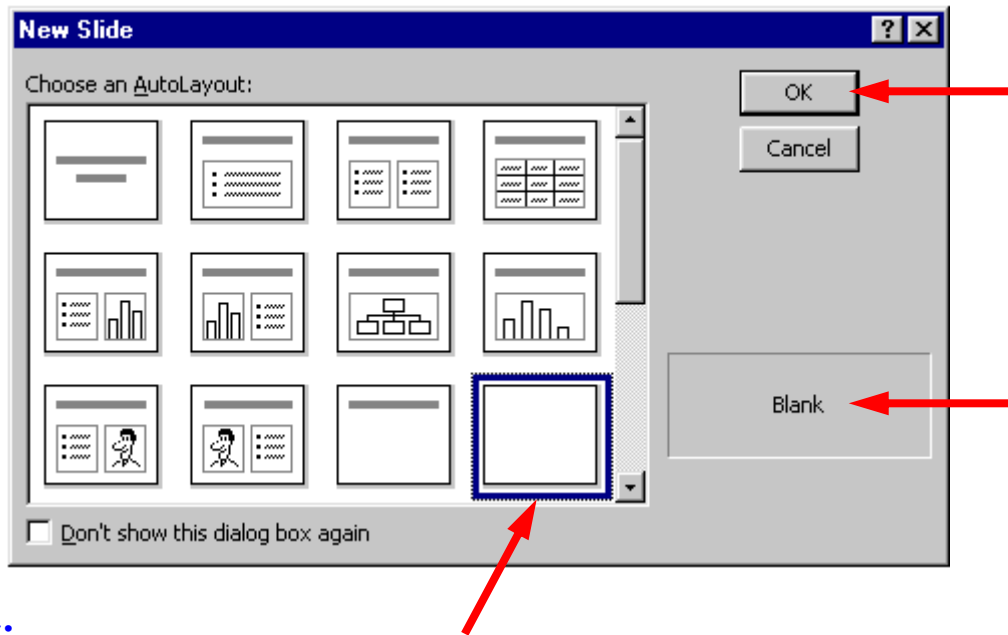 New Slide
Choose an AutoLayout:
OK
Cancel
Blank
Don't show this dialog box again
.